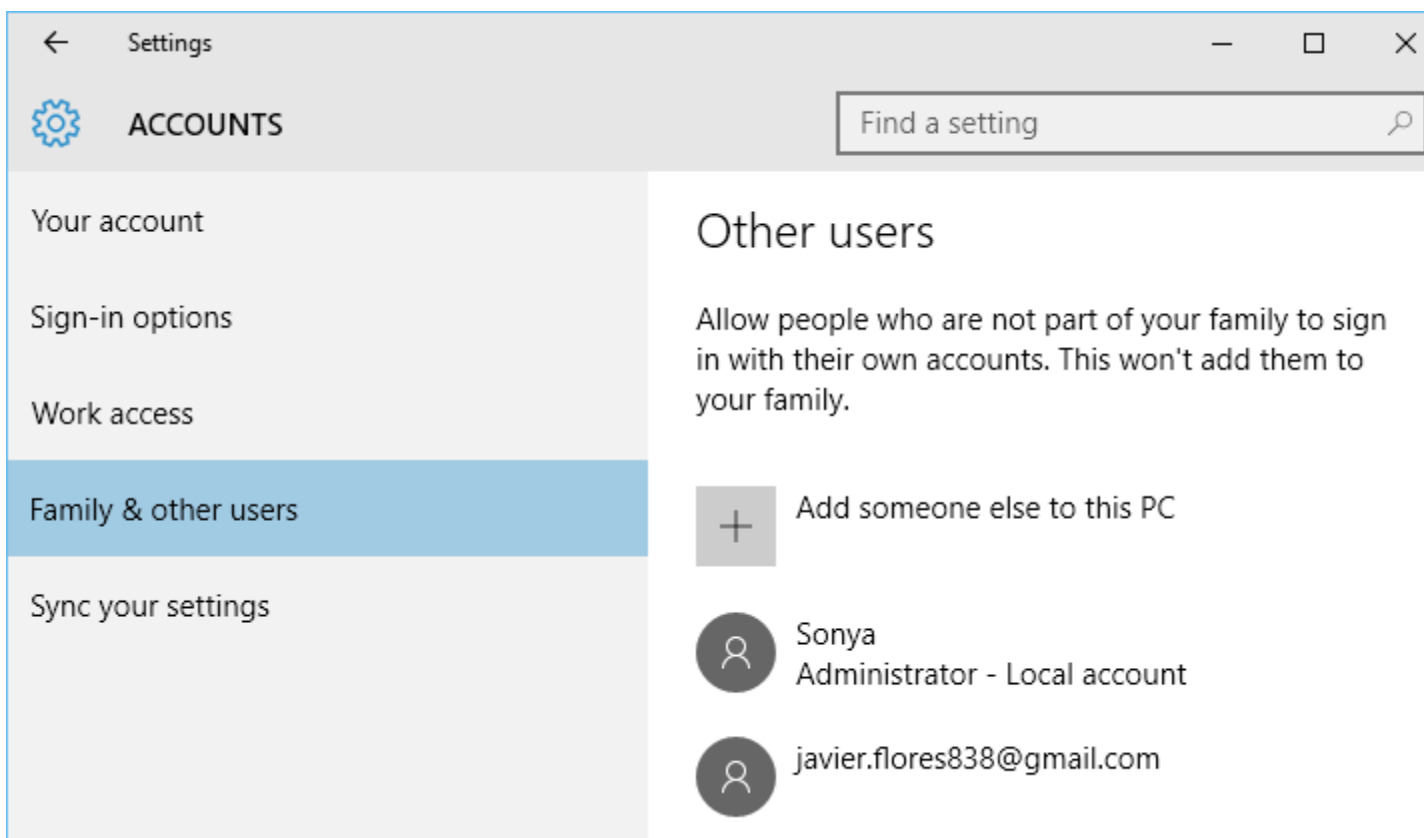 Settings
ACCOUNTS
Find a setting
Your account
Sign-in options
Work access
Family & other users
Sync your settings
Other users
Allow people who are not part of your family to sign
in with their own accounts. This won't add them to
your family.
Add someone else to this PC
Sonya
Administrator - Local account
javier.flores838@gmail.com